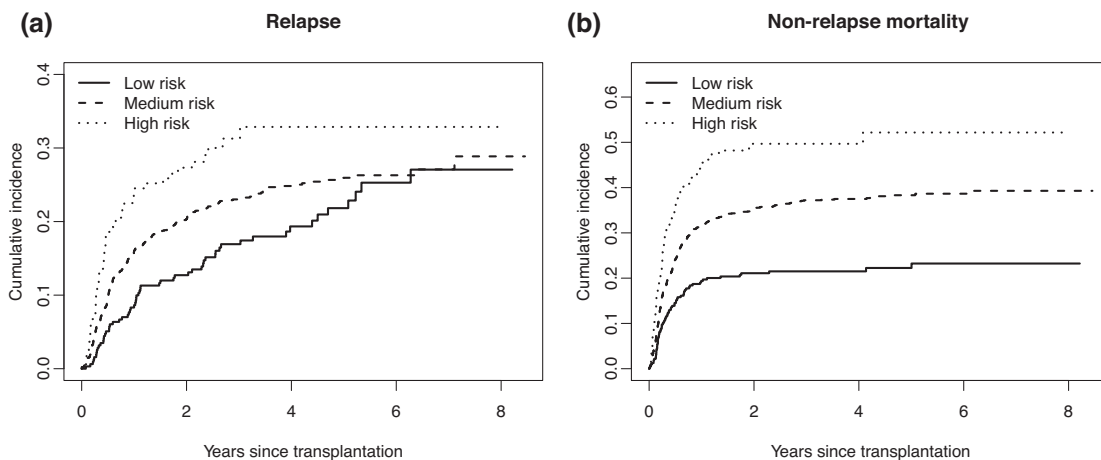 (a) Relapse
Cumulative incidence
0.0 0.1 0.2 0.3 0.4
Low risk
Medium risk
High risk
0 2 4 6 8
Years since transplantation
(b) Non-relapse mortality
Cumulative incidence
0.0 0.1 0.2 0.3 0.4 0.5 0.6
Low risk
Medium risk
High risk
0 2 4 6 8
Years since transplantation